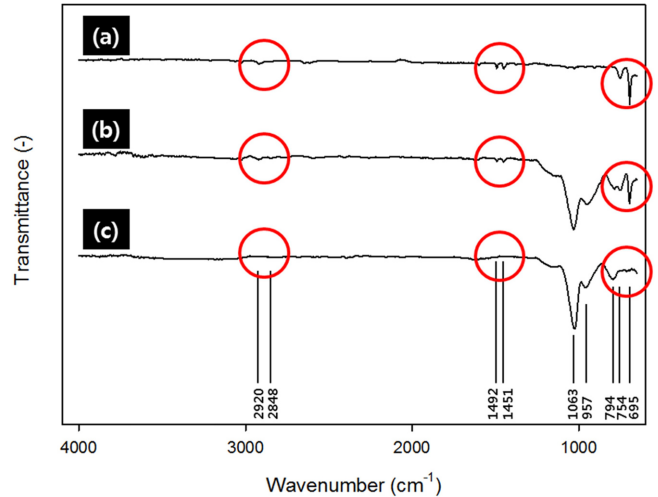 (a)
(b)
(c)
Transmittance (-)
2920
2848
1492
1451
1063
957
794
754
695
4000 3000 2000 1000
Wavenumber (cm⁻¹)